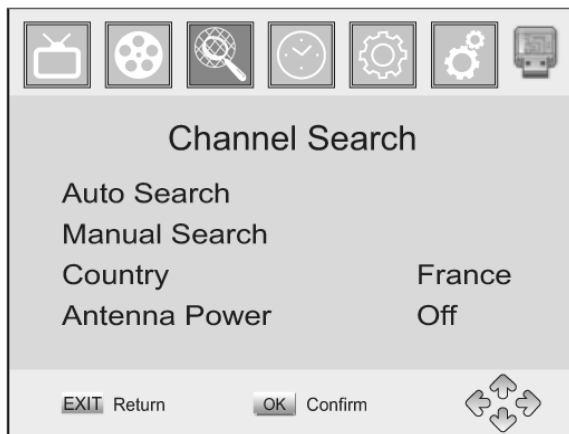 Channel Search
Auto Search
Manual Search
Country France
Antenna Power Off
EXIT Return OK Confirm